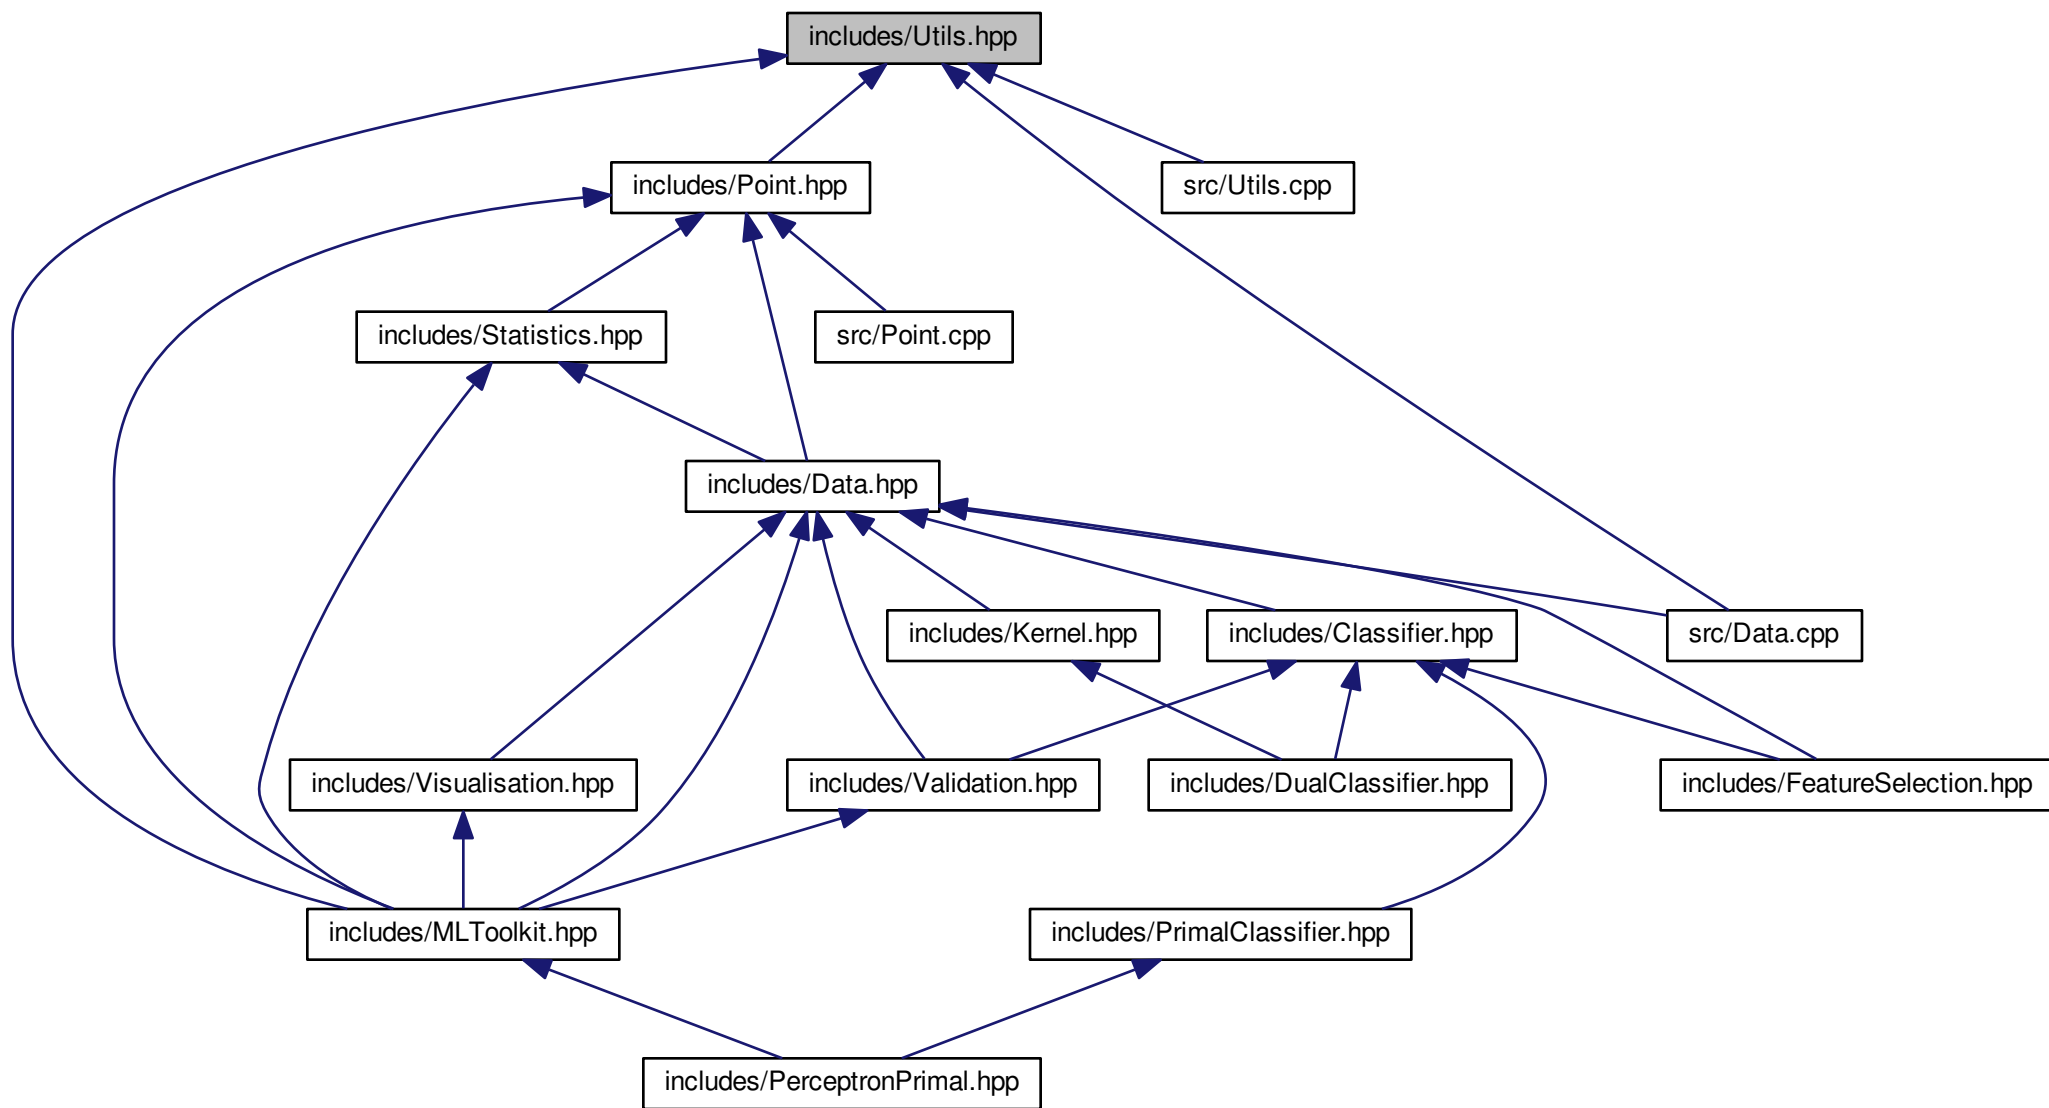 includes/Utils.hpp
includes/Point.hpp
src/Utils.cpp
includes/Statistics.hpp
src/Point.cpp
includes/Data.hpp
includes/Kernel.hpp
includes/Classifier.hpp
src/Data.cpp
includes/Visualisation.hpp
includes/Validation.hpp
includes/DualClassifier.hpp
includes/FeatureSelection.hpp
includes/MLToolkit.hpp
includes/PrimalClassifier.hpp
includes/PerceptronPrimal.hpp